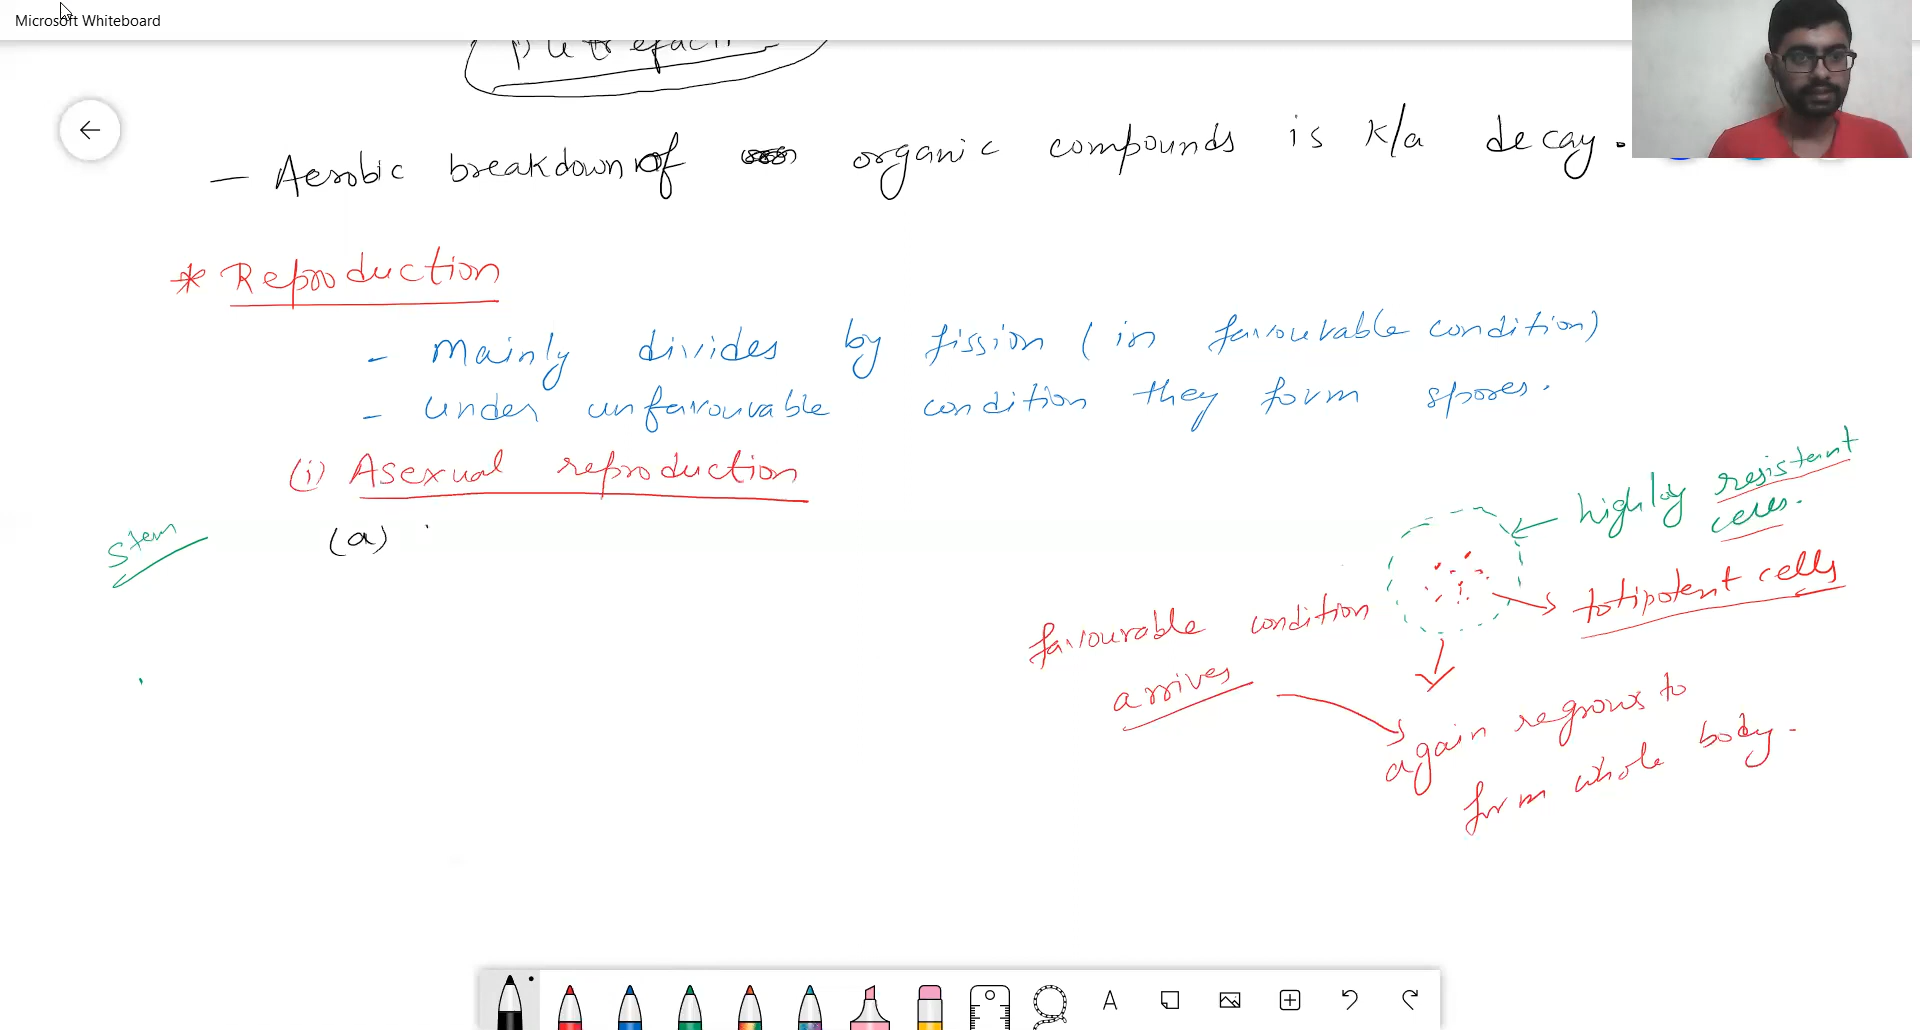 Microsoft Whiteboard
- Aerobic breakdown of organic compounds is k/a decay.
* Reproduction
- Mainly divides by fission (in favourable condition)
- under unfavourable condition they form spores.
(i) Asexual reproduction
Stem
(a)
highly resistant
cells.
totipotent cells
favourable condition
arrives
again regrows to
form whole body.
A